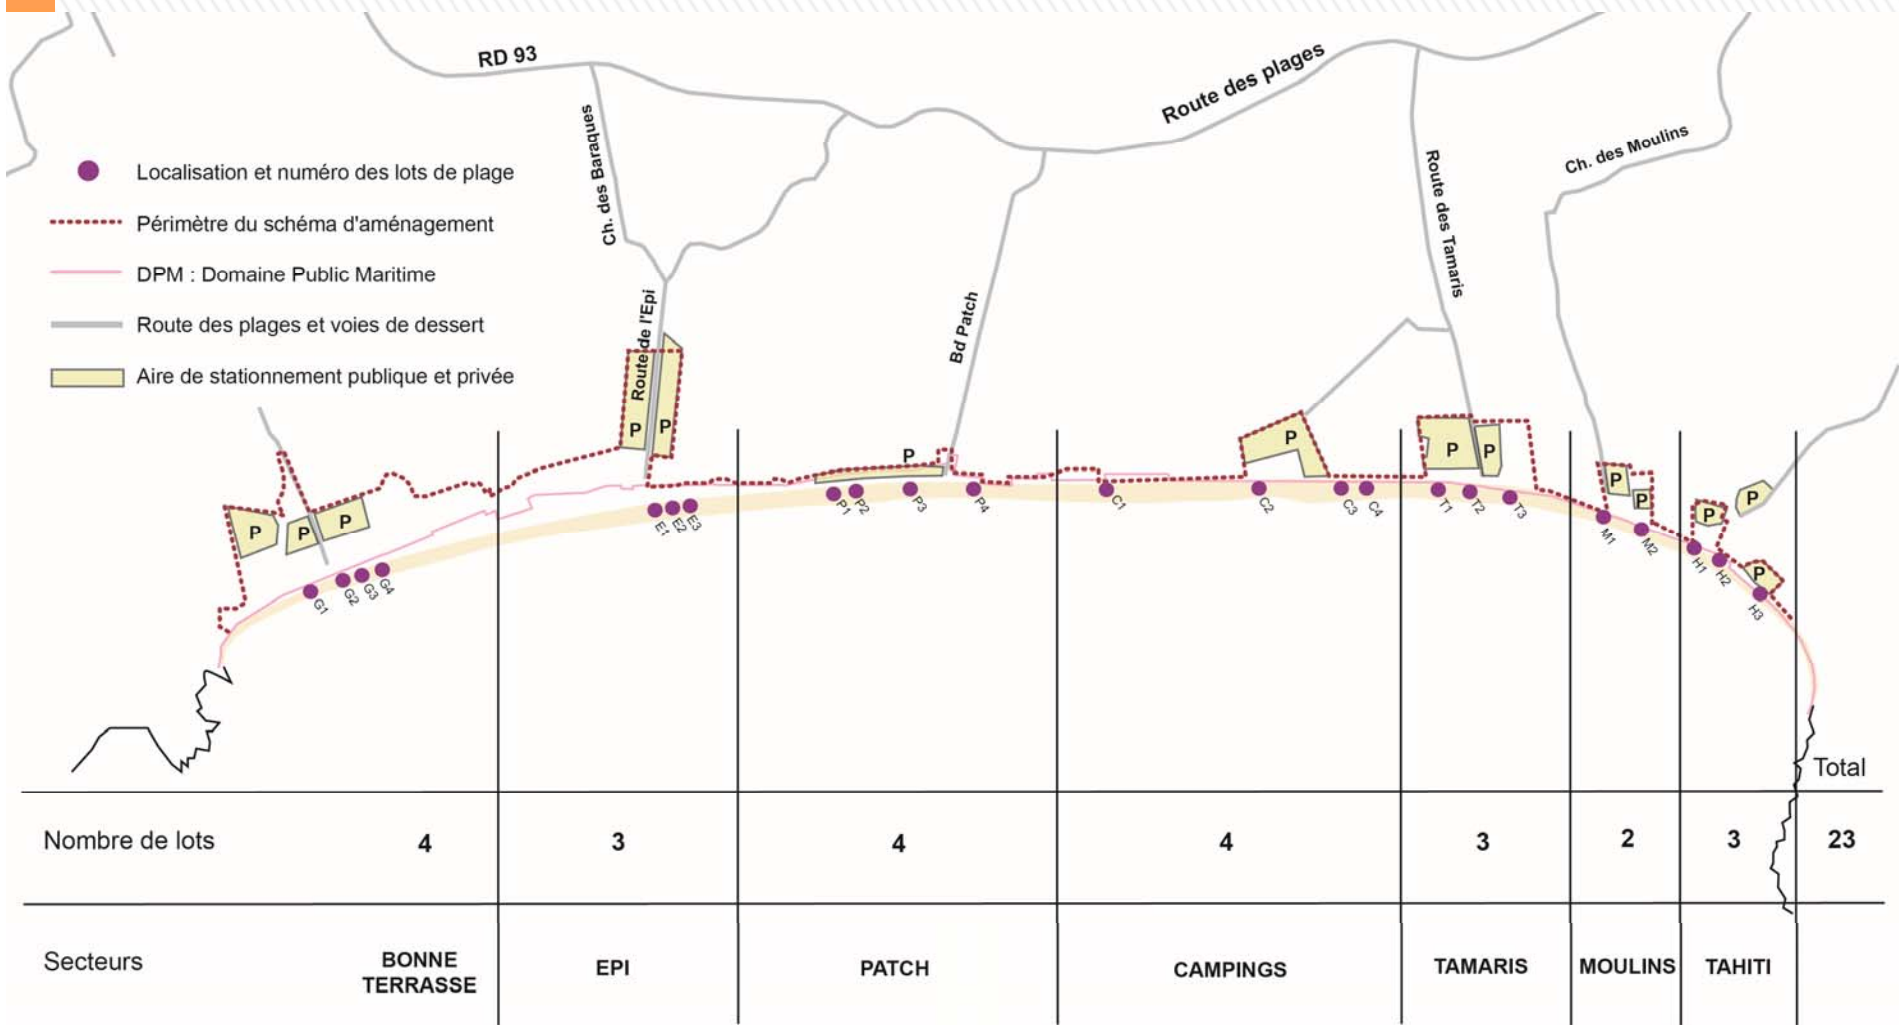 RD 93
Route des plages
Ch. des Baraques
Route des Tamaris
Ch. des Moulins
Localisation et numéro des lots de plage
Périmètre du schéma d'aménagement
DPM : Domaine Public Maritime
Route des plages et voies de dessert
Aire de stationnement publique et privée
Route de l'Epi
Bd Patch
P
P
P
P
P
P
P
P
P
P
P
P
P
P
G1
G2
G3
G4
E1
E2
E3
P1
P2
P3
P4
C1
C2
C3
C4
T1
T2
T3
M1
M2
H1
H2
H3
Total
Nombre de lots 4 3 4 4 3 2 3 23
Secteurs BONNE TERRASSE EPI PATCH CAMPINGS TAMARIS MOULINS TAHITI